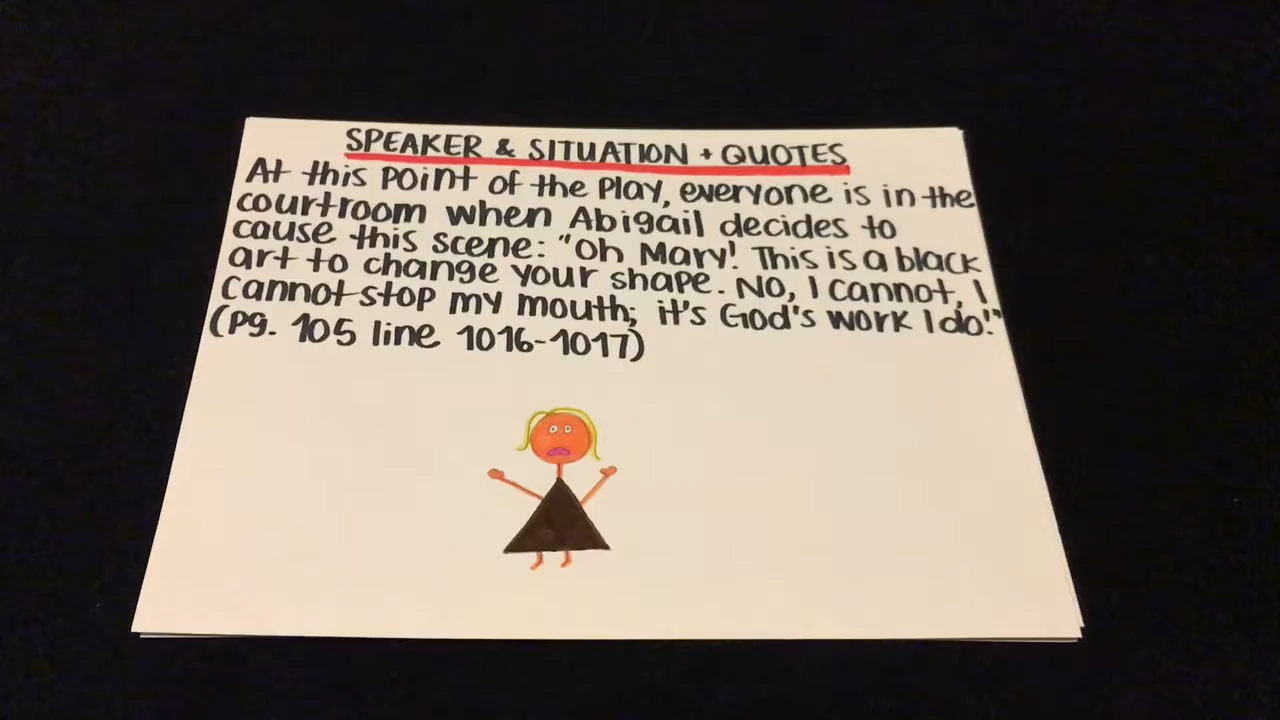 SPEAKER & SITUATION + QUOTES
At this point of the Play, everyone is in the
courtroom when Abigail decides to
cause this scene: "Oh Mary! This is a black
art to change your shape. No, I cannot, I
cannot stop my mouth; it's God's work I do!"
(pg. 105 line 1016-1017)